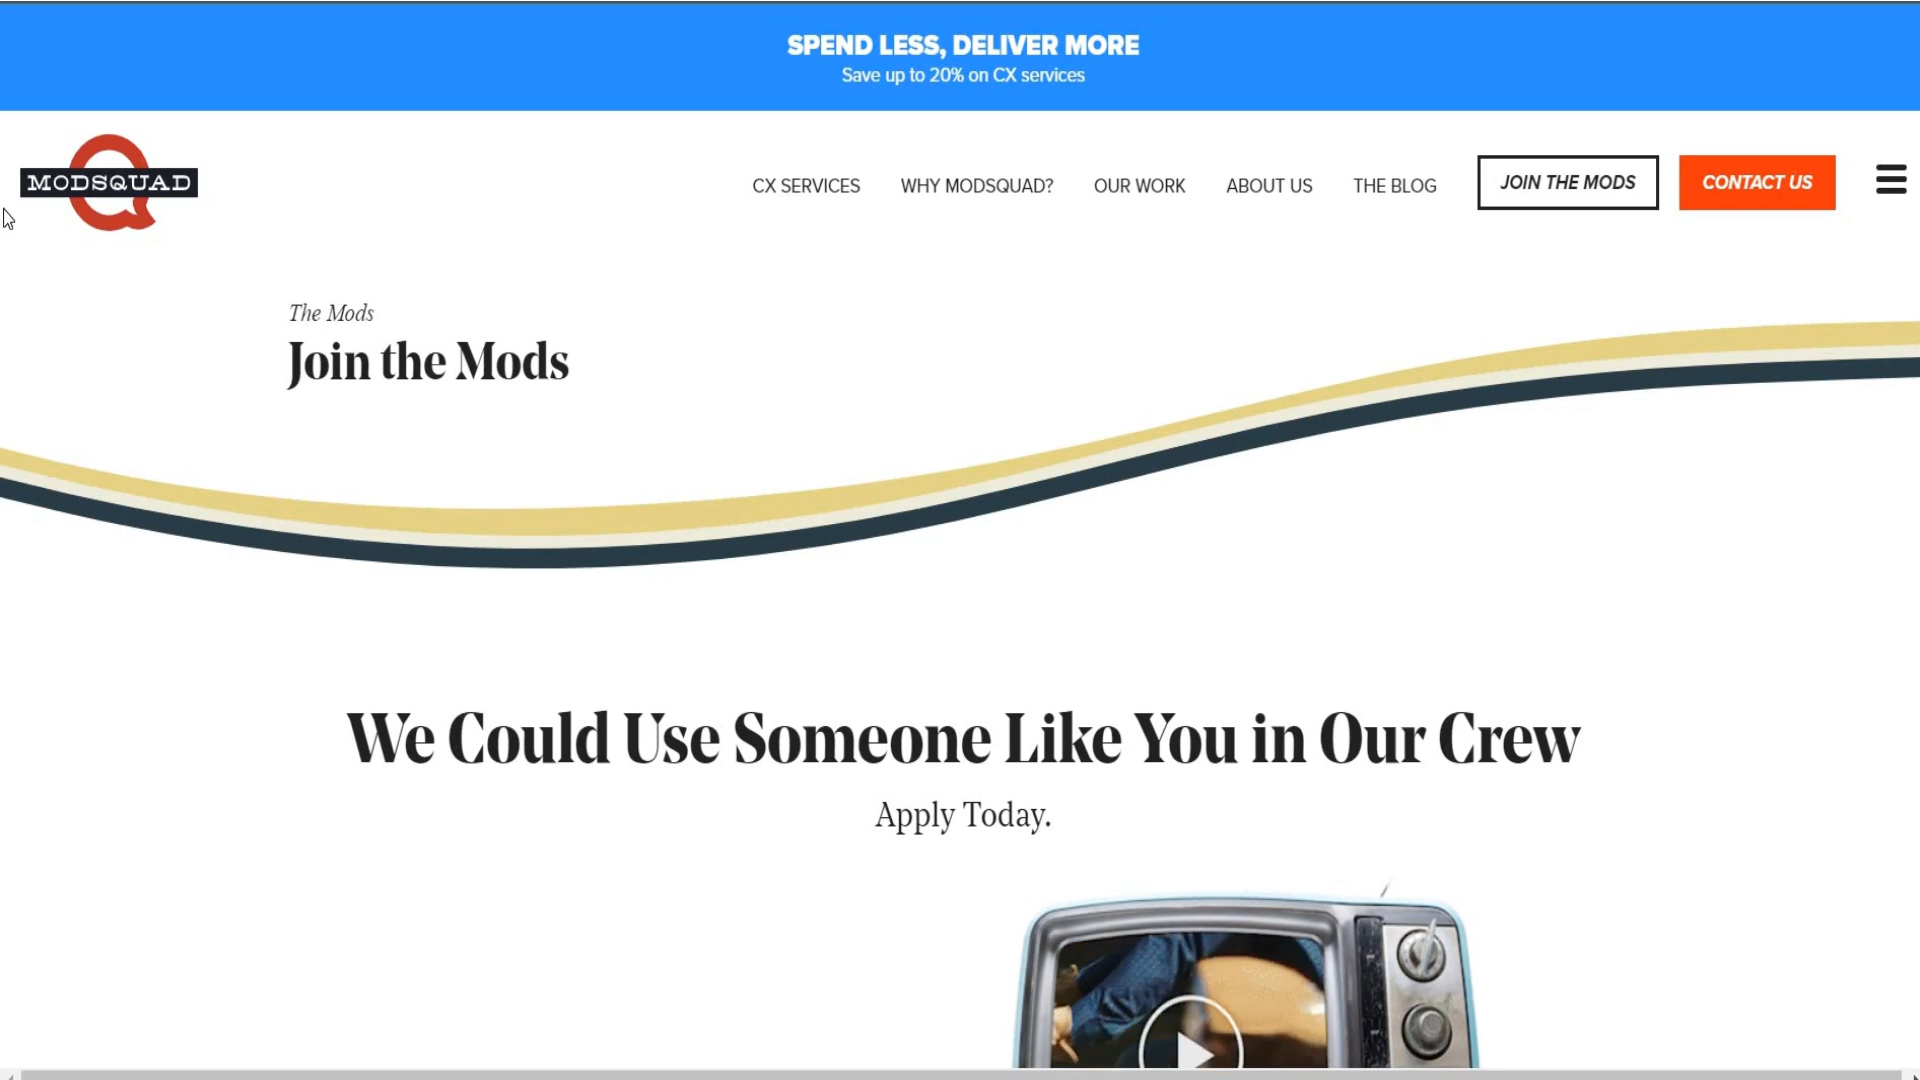 SPEND LESS, DELIVER MORE
Save up to 20% on CX services
MODSQUAD
CX SERVICES WHY MODSQUAD? OUR WORK ABOUT US THE BLOG JOIN THE MODS CONTACT US
The Mods
Join the Mods
We Could Use Someone Like You in Our Crew
Apply Today.